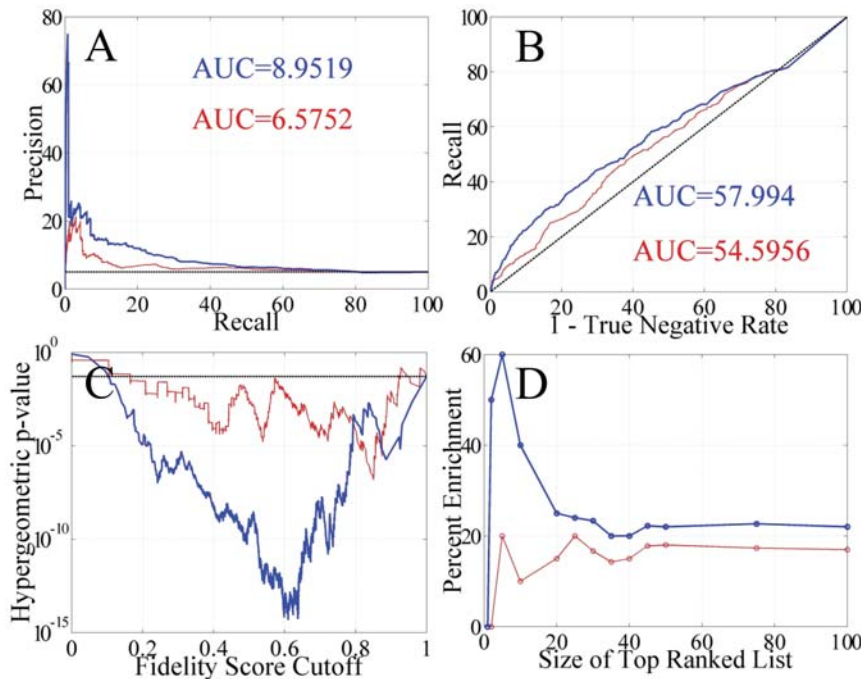 A
AUC=8.9519
AUC=6.5752
Precision
80
60
40
20
0
0 20 40 60 80 100
Recall
B
AUC=57.994
AUC=54.5956
Recall
100
80
60
40
20
0
0 20 40 60 80 100
1 - True Negative Rate
C
Hypergeometric p-value
10^0
10^-5
10^-10
10^-15
0 0.2 0.4 0.6 0.8 1
Fidelity Score Cutoff
D
Percent Enrichment
60
40
20
0
0 20 40 60 80 100
Size of Top Ranked List